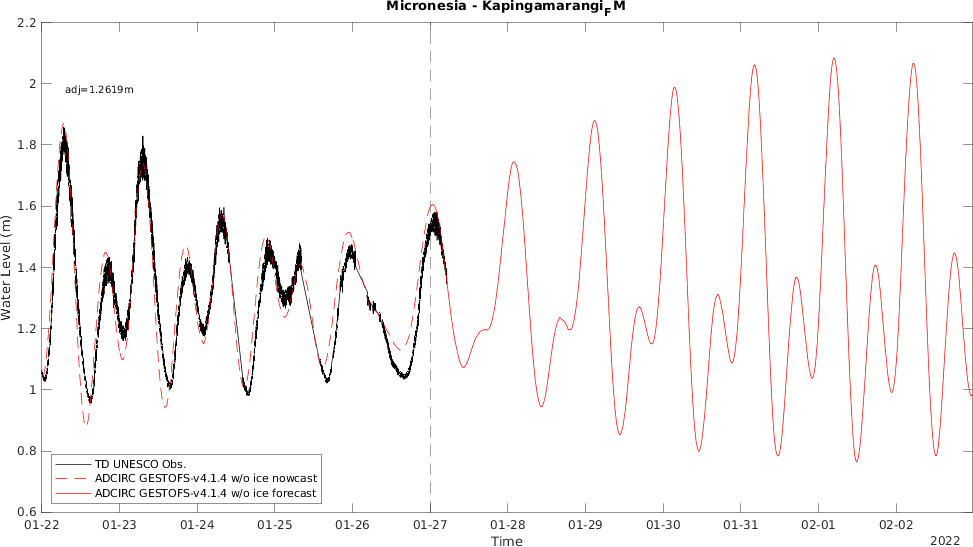 Micronesia - Kapingamarangi_FM
2.2
2
1.8
1.6
1.4
1.2
1
0.8
0.6
Water Level (m)
adj=1.2619m
TD UNESCO Obs.
ADCIRC GESTOFS-v4.1.4 w/o ice nowcast
ADCIRC GESTOFS-v4.1.4 w/o ice forecast
01-22 01-23 01-24 01-25 01-26 01-27 01-28 01-29 01-30 01-31 02-01 02-02
Time
2022